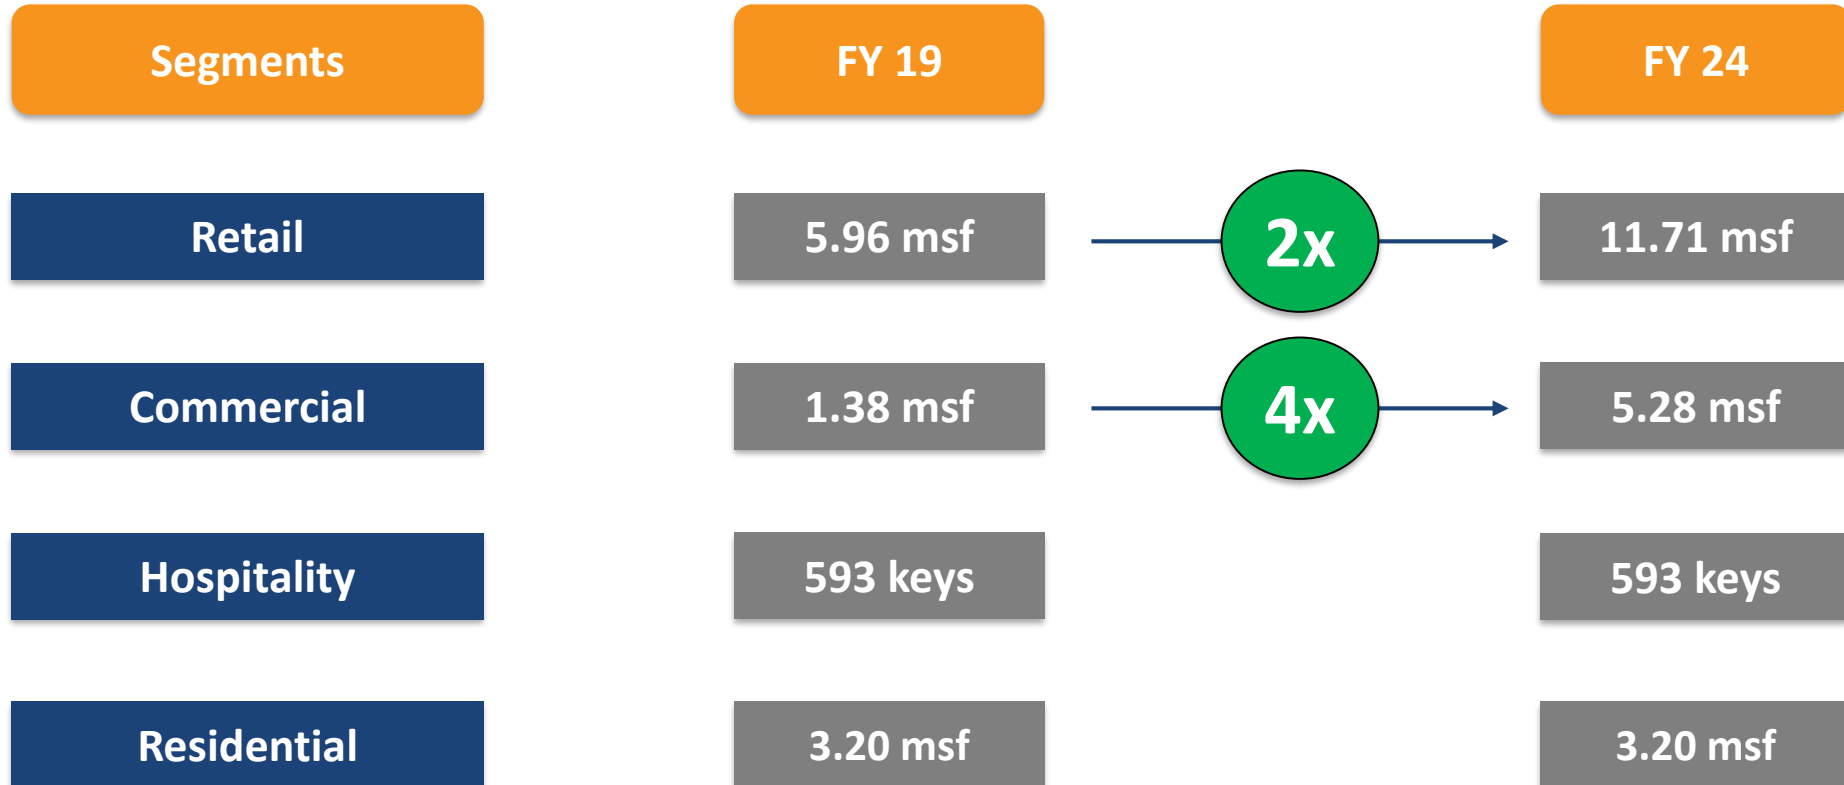 Segments FY 19 FY 24
Retail 5.96 msf 2x 11.71 msf
Commercial 1.38 msf 4x 5.28 msf
Hospitality 593 keys 593 keys
Residential 3.20 msf 3.20 msf